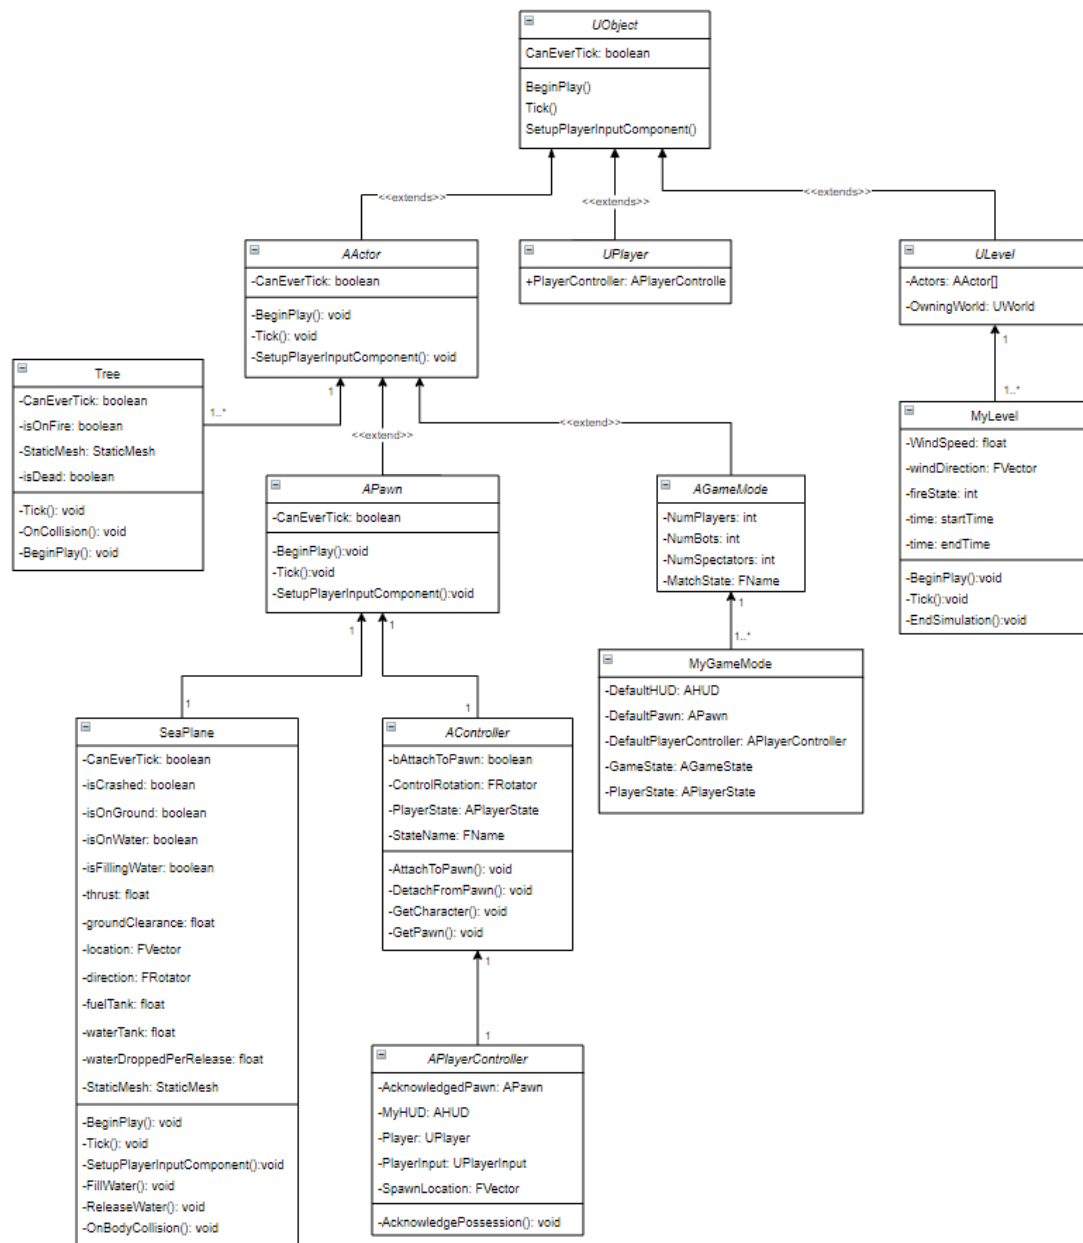 UObject
CanEverTick: boolean
BeginPlay()
Tick()
SetupPlayerInputComponent()
<<extends>>
<<extends>>
<<extends>>
AActor
-CanEverTick: boolean
-BeginPlay(): void
-Tick(): void
-SetupPlayerInputComponent(): void
UPlayer
+PlayerController: APlayerControlle
ULevel
-Actors: AActor[]
-OwningWorld: UWorld
1
1..*
Tree
-CanEverTick: boolean
-isOnFire: boolean
-StaticMesh: StaticMesh
-isDead: boolean
-Tick(): void
-OnCollision(): void
-BeginPlay(): void
1..*
1
<<extend>>
<<extend>>
APawn
-CanEverTick: boolean
-BeginPlay():void
-Tick():void
-SetupPlayerInputComponent():void
AGameMode
-NumPlayers: int
-NumBots: int
-NumSpectators: int
-MatchState: FName
1
1..*
MyLevel
-WindSpeed: float
-windDirection: FVector
-fireState: int
-time: startTime
-time: endTime
-BeginPlay():void
-Tick():void
-EndSimulation():void
1
1
1
1
MyGameMode
-DefaultHUD: AHUD
-DefaultPawn: APawn
-DefaultPlayerController: APlayerController
-GameState: AGameState
-PlayerState: APlayerState
SeaPlane
-CanEverTick: boolean
-isCrashed: boolean
-isOnGround: boolean
-isOnWater: boolean
-isFillingWater: boolean
-thrust: float
-groundClearance: float
-location: FVector
-direction: FRotator
-fuelTank: float
-waterTank: float
-waterDroppedPerRelease: float
-StaticMesh: StaticMesh
-BeginPlay(): void
-Tick(): void
-SetupPlayerInputComponent():void
-FillWater(): void
-ReleaseWater(): void
-OnBodyCollision(): void
AController
-bAttachToPawn: boolean
-ControlRotation: FRotator
-PlayerState: APlayerState
-StateName: FName
-AttachToPawn(): void
-DetachFromPawn(): void
-GetCharacter(): void
-GetPawn(): void
1
1
APlayerController
-AcknowledgedPawn: APawn
-MyHUD: AHUD
-Player: UPlayer
-PlayerInput: UPlayerInput
-SpawnLocation: FVector
-AcknowledgePossession(): void